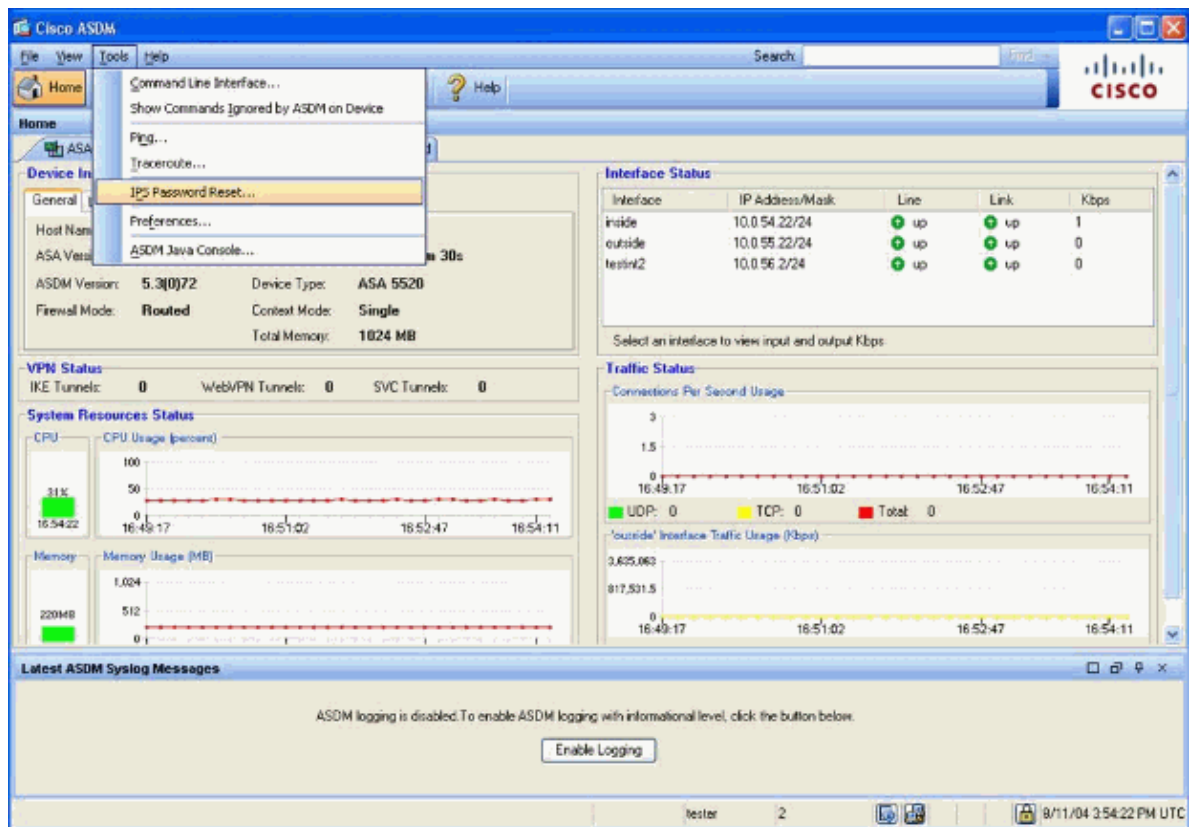 Cisco ASDM
File View Tools Help Search: Find
CISCO
Home Help
Command Line Interface...
Show Commands Ignored by ASDM on Device
Ping...
Traceroute...
IPS Password Reset...
Preferences...
ASDM Java Console...
Home
ASA
Device In
General
Host Nam
ASA Versi
30s
ASDM Version: 5.3(0)72 Device Type: ASA 5520
Firewall Mode: Routed Context Mode: Single
Total Memory: 1024 MB
Interface Status
Interface IP Address/Mask Line Link Kbps
inside 10.0.54.22/24 up up 1
outside 10.0.55.22/24 up up 0
testint2 10.0.56.2/24 up up 0
Select an interface to view input and output Kbps
VPN Status
IKE Tunnels: 0 WebVPN Tunnels: 0 SVC Tunnels: 0
System Resources Status
CPU CPU Usage (percent)
100
50
0
31%
16:54:22
16:49:17 16:51:02 16:52:47 16:54:11
Memory Memory Usage (MB)
1,024
512
0
220MB
Traffic Status
Connections Per Second Usage
3
1.5
0
16:49:17 16:51:02 16:52:47 16:54:11
UDP: 0 TCP: 0 Total: 0
'outside' Interface Traffic Usage (Kbps)
3,635,063
817,531.5
0
16:49:17 16:51:02 16:52:47 16:54:11
Latest ASDM Syslog Messages
ASDM logging is disabled.To enable ASDM logging with informational level, click the button below.
Enable Logging
tester 2 9/11/04 3:54:22 PM UTC